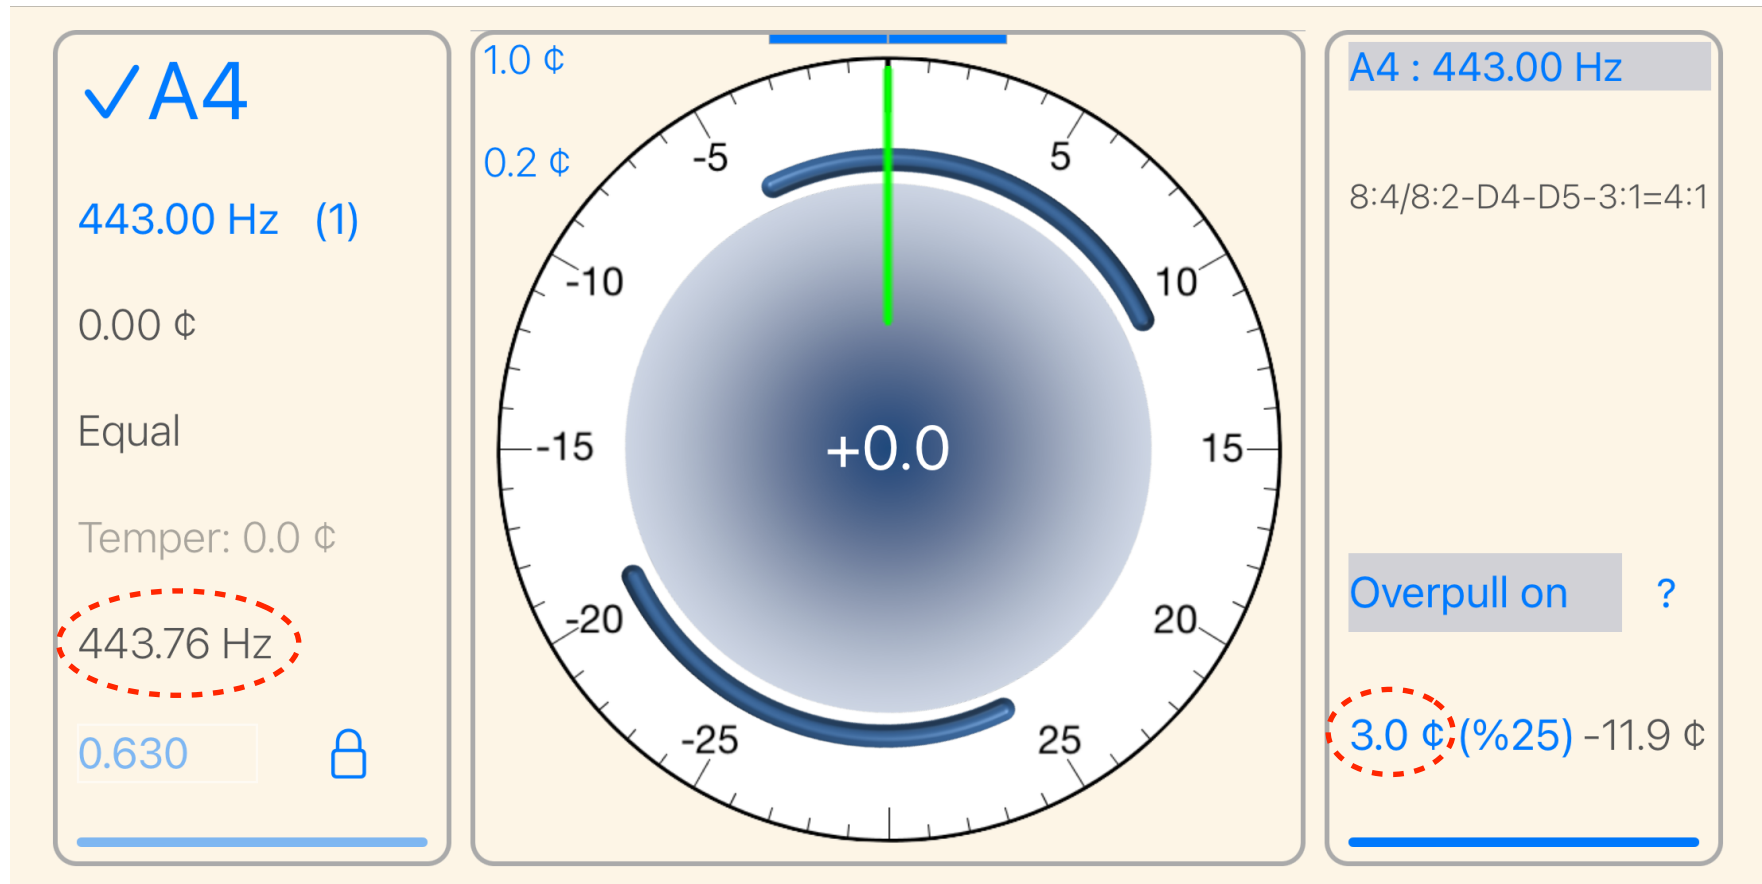 ✓A4
443.00 Hz (1)
0.00 ¢
Equal
Temper: 0.0 ¢
443.76 Hz
0.630
1.0 ¢
0.2 ¢
-5
5
-10
10
-15
15
+0.0
-20
20
-25
25
A4 : 443.00 Hz
8:4/8:2-D4-D5-3:1=4:1
Overpull on ?
3.0 ¢ (%25) -11.9 ¢